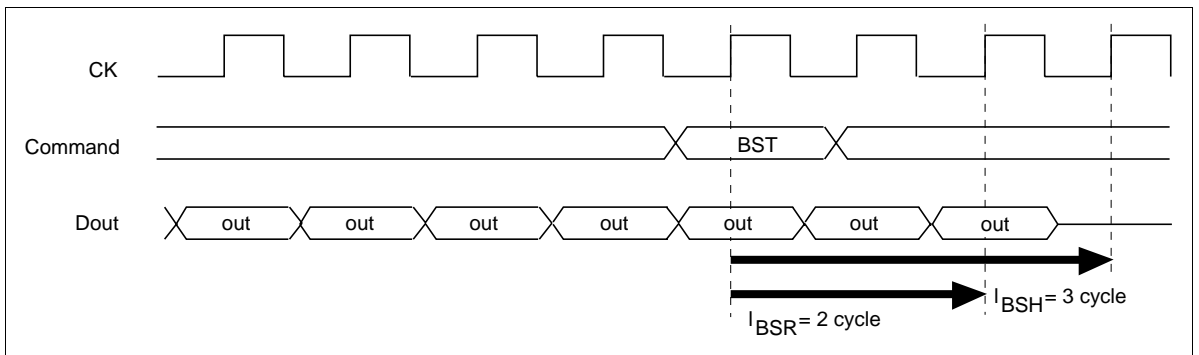 CK
Command
BST
Dout
out out out out out out out
lBSH= 3 cycle
lBSR= 2 cycle